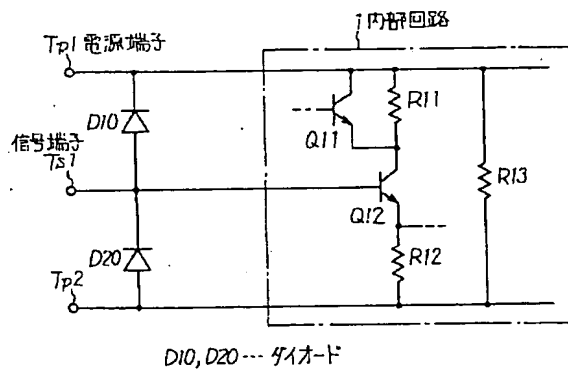 1内部回路
Tp1 電源端子
D10
R11
Q11
信号端子
Ts1
R13
Q12
D20
R12
Tp2
D10,D20… ダイオード